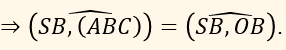 ⇒ (SB, (ABC)) = (SB, OB).